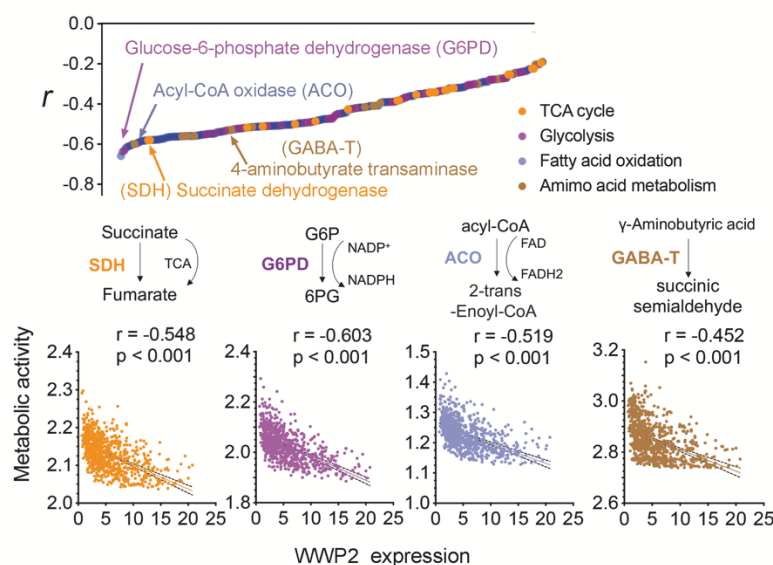 0.0
-0.2
-0.4
-0.6
-0.8
r
Glucose-6-phosphate dehydrogenase (G6PD)
Acyl-CoA oxidase (ACO)
(GABA-T)
4-aminobutyrate transaminase
(SDH) Succinate dehydrogenase
TCA cycle
Glycolysis
Fatty acid oxidation
Amimo acid metabolism
Succinate
SDH
TCA
Fumarate
G6P
G6PD
NADP+
NADPH
6PG
acyl-CoA
ACO
FAD
FADH2
2-trans
-Enoyl-CoA
γ-Aminobutyric acid
GABA-T
succinic
semialdehyde
Metabolic activity
r = -0.548
p < 0.001
2.4
2.3
2.2
2.1
2.0
0 5 10 15 20 25
r = -0.603
p < 0.001
2.4
2.2
2.0
1.8
0 5 10 15 20 25
r = -0.519
p < 0.001
1.5
1.4
1.3
1.2
1.1
1.0
0 5 10 15 20 25
r = -0.452
p < 0.001
3.2
3.0
2.8
2.6
0 5 10 15 20 25
WWP2 expression